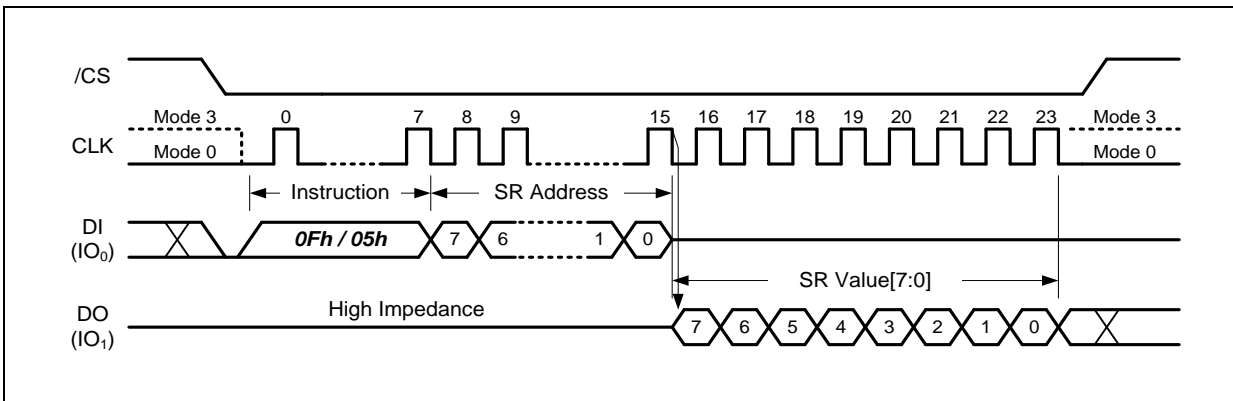 /CS
Mode 3 0 7 8 9 15 16 17 18 19 20 21 22 23 Mode 3
CLK
Mode 0 Mode 0
Instruction SR Address
DI
(IO₀)
0Fh / 05h 7 6 1 0
SR Value[7:0]
High Impedance
DO
(IO₁)
7 6 5 4 3 2 1 0